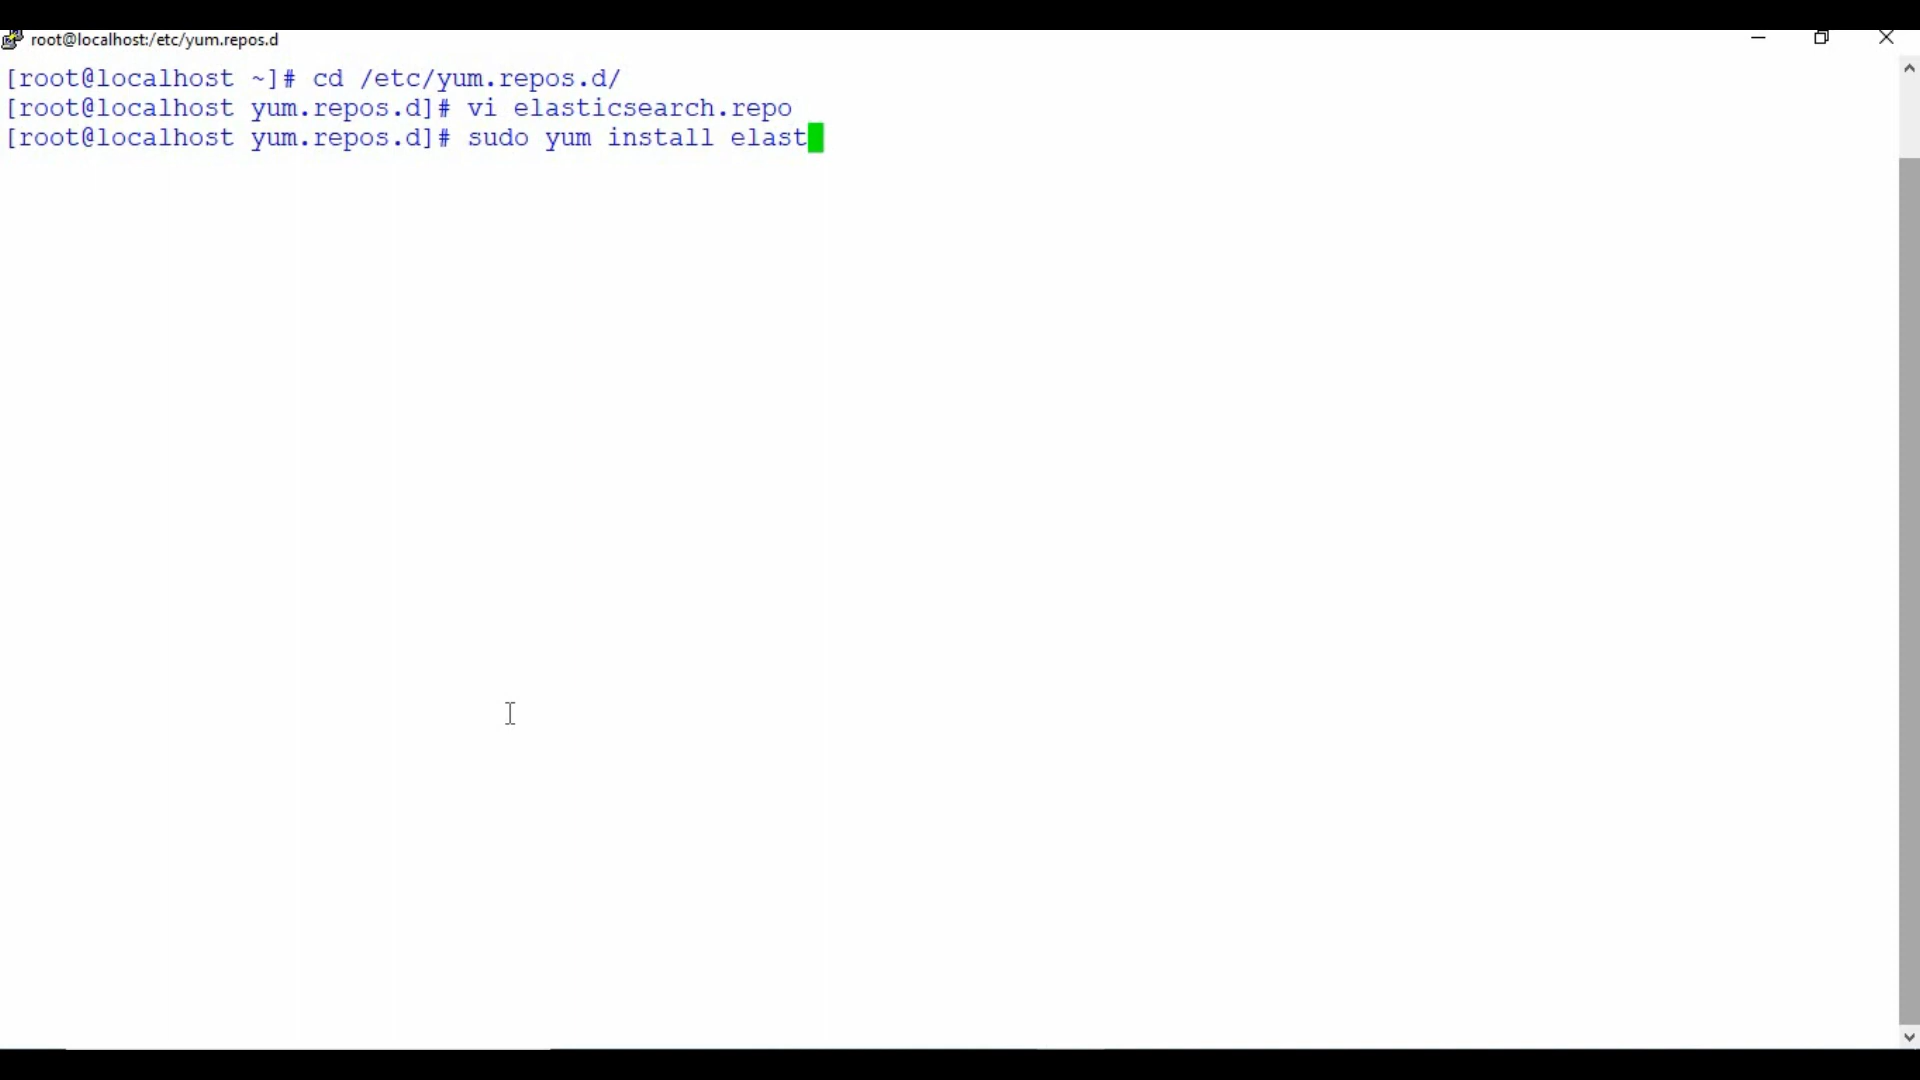 root@localhost:/etc/yum.repos.d
[root@localhost ~]# cd /etc/yum.repos.d/
[root@localhost yum.repos.d]# vi elasticsearch.repo
[root@localhost yum.repos.d]# sudo yum install elast